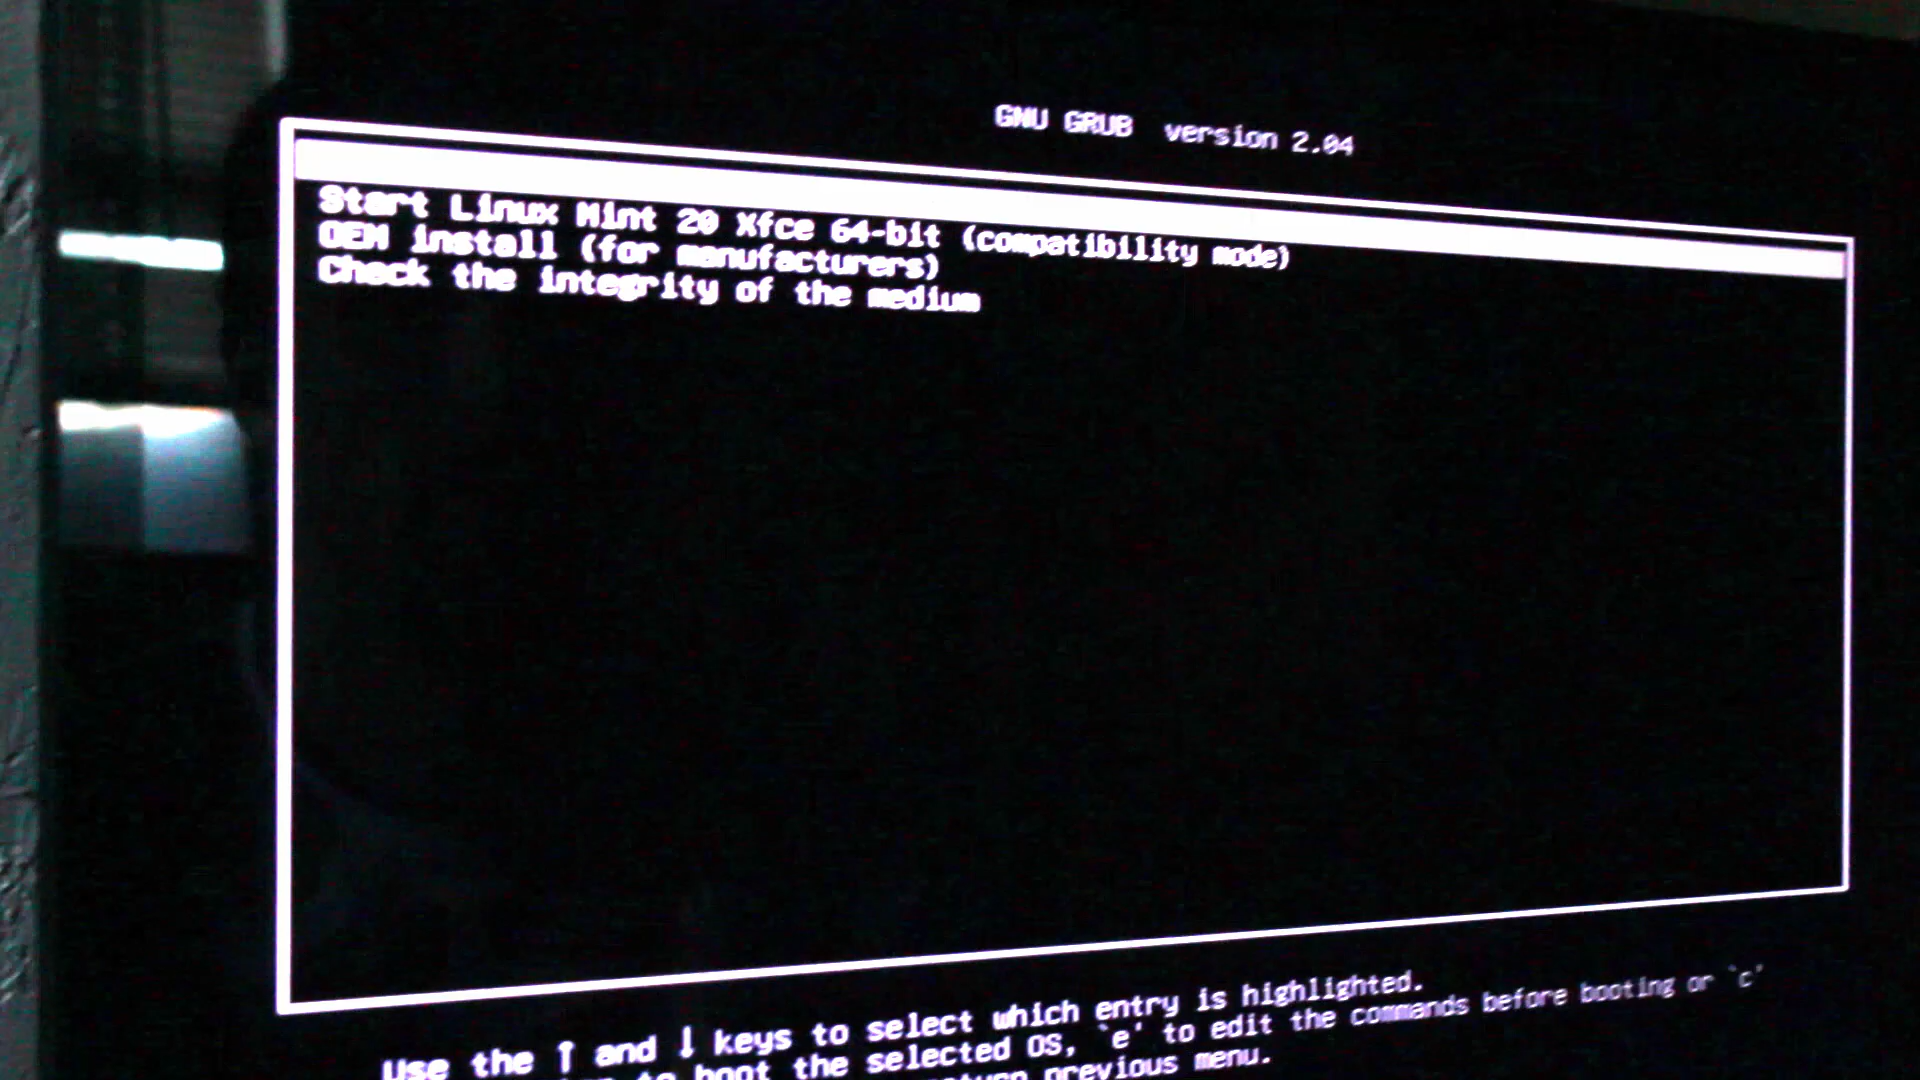 GNU GRUB version 2.04
Start Linux Mint 20 Xfce 64-bit (compatibility mode)
OEM install (for manufacturers)
Check the integrity of the medium
Use the ↑ and ↓ keys to select which entry is highlighted.
to boot the selected OS, `e' to edit the commands before booting or `c'
previous menu.